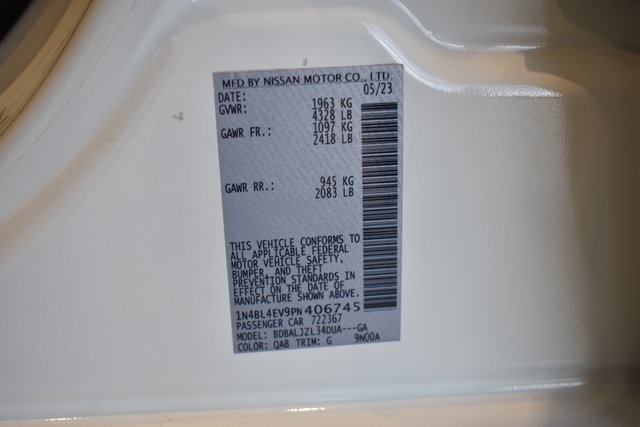 MFD BY NISSAN MOTOR CO., LTD.
DATE: 05/23
GVWR: 1963 KG
4328 LB
GAWR FR.: 1097 KG
2418 LB
GAWR RR.: 945 KG
2083 LB
THIS VEHICLE CONFORMS TO
ALL APPLICABLE FEDERAL
MOTOR VEHICLE SAFETY,
BUMPER, AND THEFT
PREVENTION STANDARDS IN
EFFECT ON THE DATE OF
MANUFACTURE SHOWN ABOVE.
1N4BL4EV9PN406745
PASSENGER CAR 722367
MODEL: BDBALJZL34DUA---GA
COLOR: QAB TRIM: G 9N00A